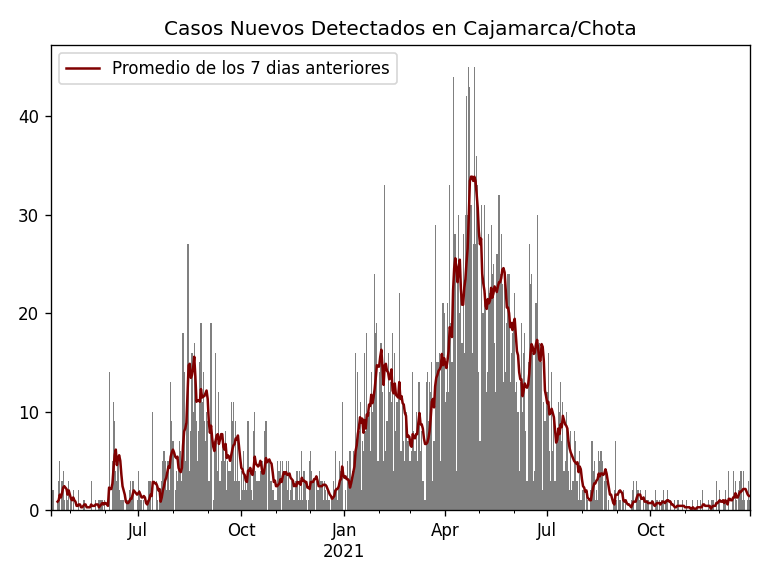 Casos Nuevos Detectados en Cajamarca/Chota
Promedio de los 7 dias anteriores
40
30
20
10
0
Jul
Oct
Jan
2021
Apr
Jul
Oct